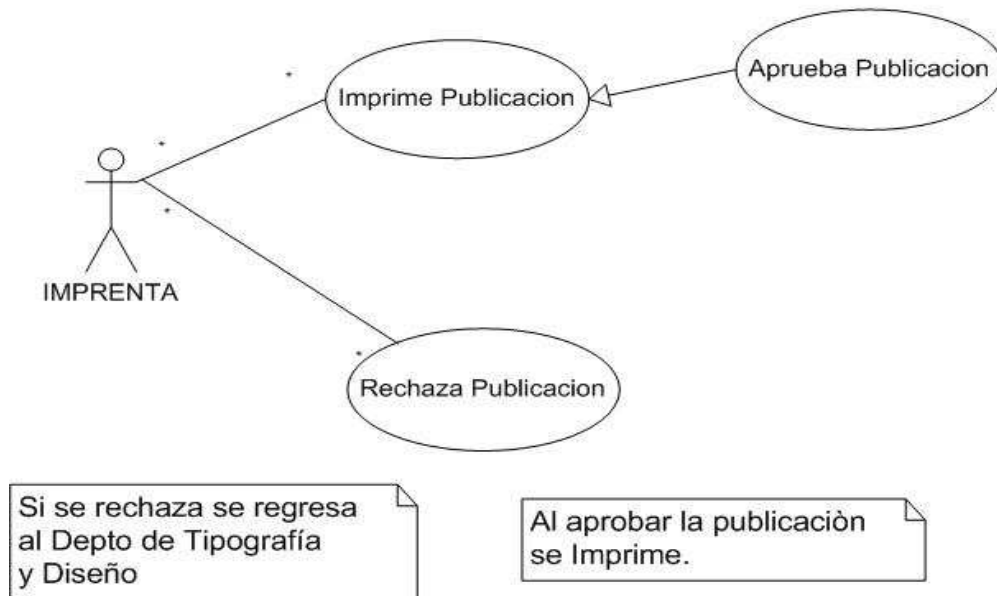 Imprime Publicacion
Aprueba Publicacion
*
*
*
IMPRENTA
*
Rechaza Publicacion
Si se rechaza se regresa
al Depto de Tipografía
y Diseño
Al aprobar la publicaciòn
se Imprime.